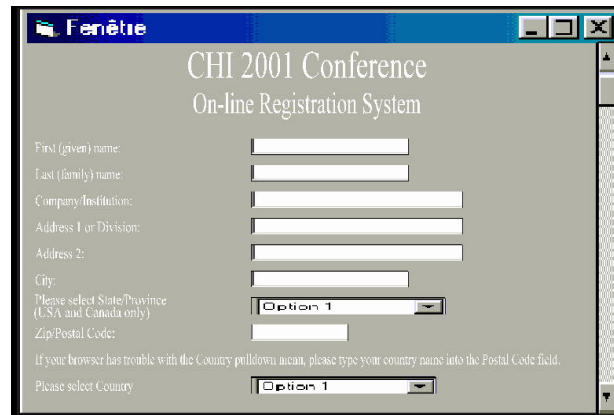 Fenêtre
CHI 2001 Conference
On-line Registration System
First (given) name:
Last (family) name:
Company/Institution:
Address 1 or Division:
Address 2:
City:
Please select State/Province
(USA and Canada only)
Option 1
Zip/Postal Code:
If your browser has trouble with the Country pulldown menu, please type your country name into the Postal Code field.
Please select Country
Option 1